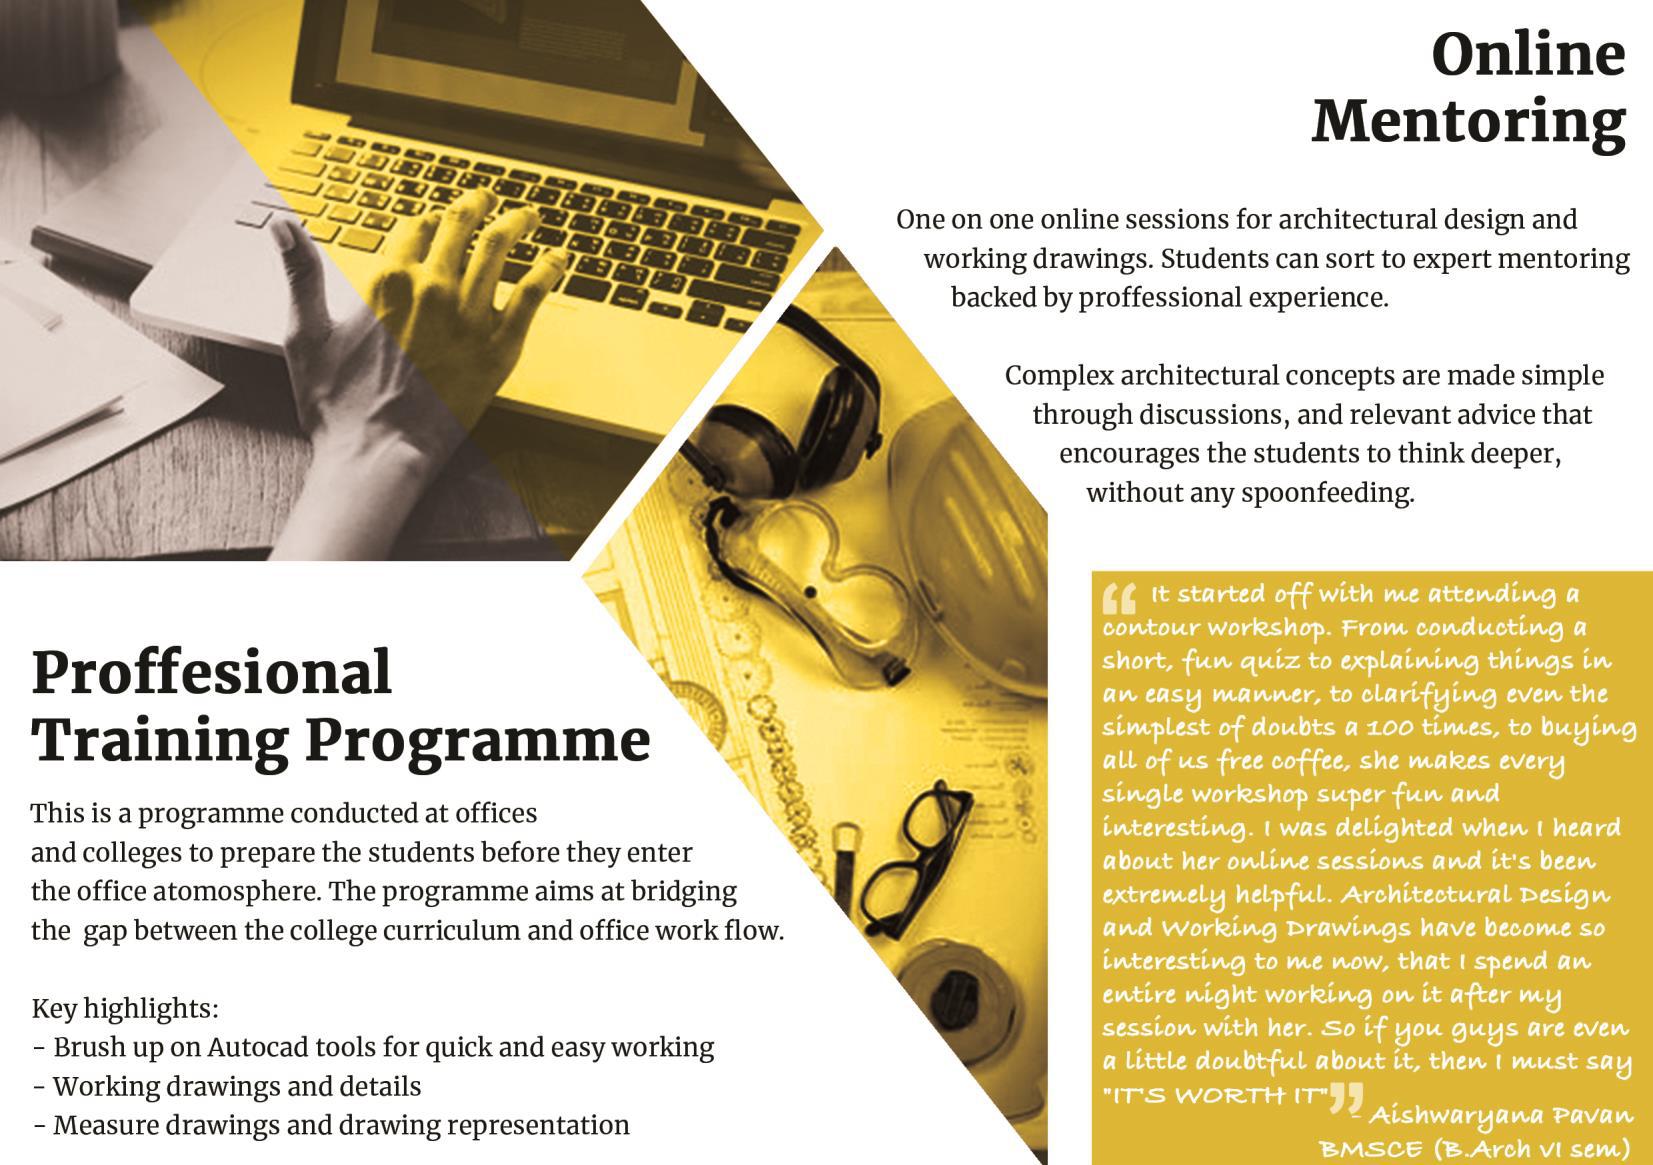 Online
Mentoring
One on one online sessions for architectural design and
working drawings. Students can sort to expert mentoring
backed by proffessional experience.
Complex architectural concepts are made simple
through discussions, and relevant advice that
encourages the students to think deeper,
without any spoonfeeding.
Proffesional
Training Programme
This is a programme conducted at offices
and colleges to prepare the students before they enter
the office atomosphere. The programme aims at bridging
the  gap between the college curriculum and office work flow.
Key highlights:
- Brush up on Autocad tools for quick and easy working
- Working drawings and details
- Measure drawings and drawing representation
“ It started off with me attending a
contour workshop. From conducting a
short, fun quiz to explaining things in
an easy manner, to clarifying even the
simplest of doubts a 100 times, to buying
all of us free coffee, she makes every
single workshop super fun and
interesting. I was delighted when I heard
about her online sessions and it's been
extremely helpful. Architectural Design
and Working Drawings have become so
interesting to me now, that I spend an
entire night working on it after my
session with her. So if you guys are even
a little doubtful about it, then I must say
"IT'S WORTH IT"”
- Aishwaryana Pavan
BMSCE (B.Arch VI sem)